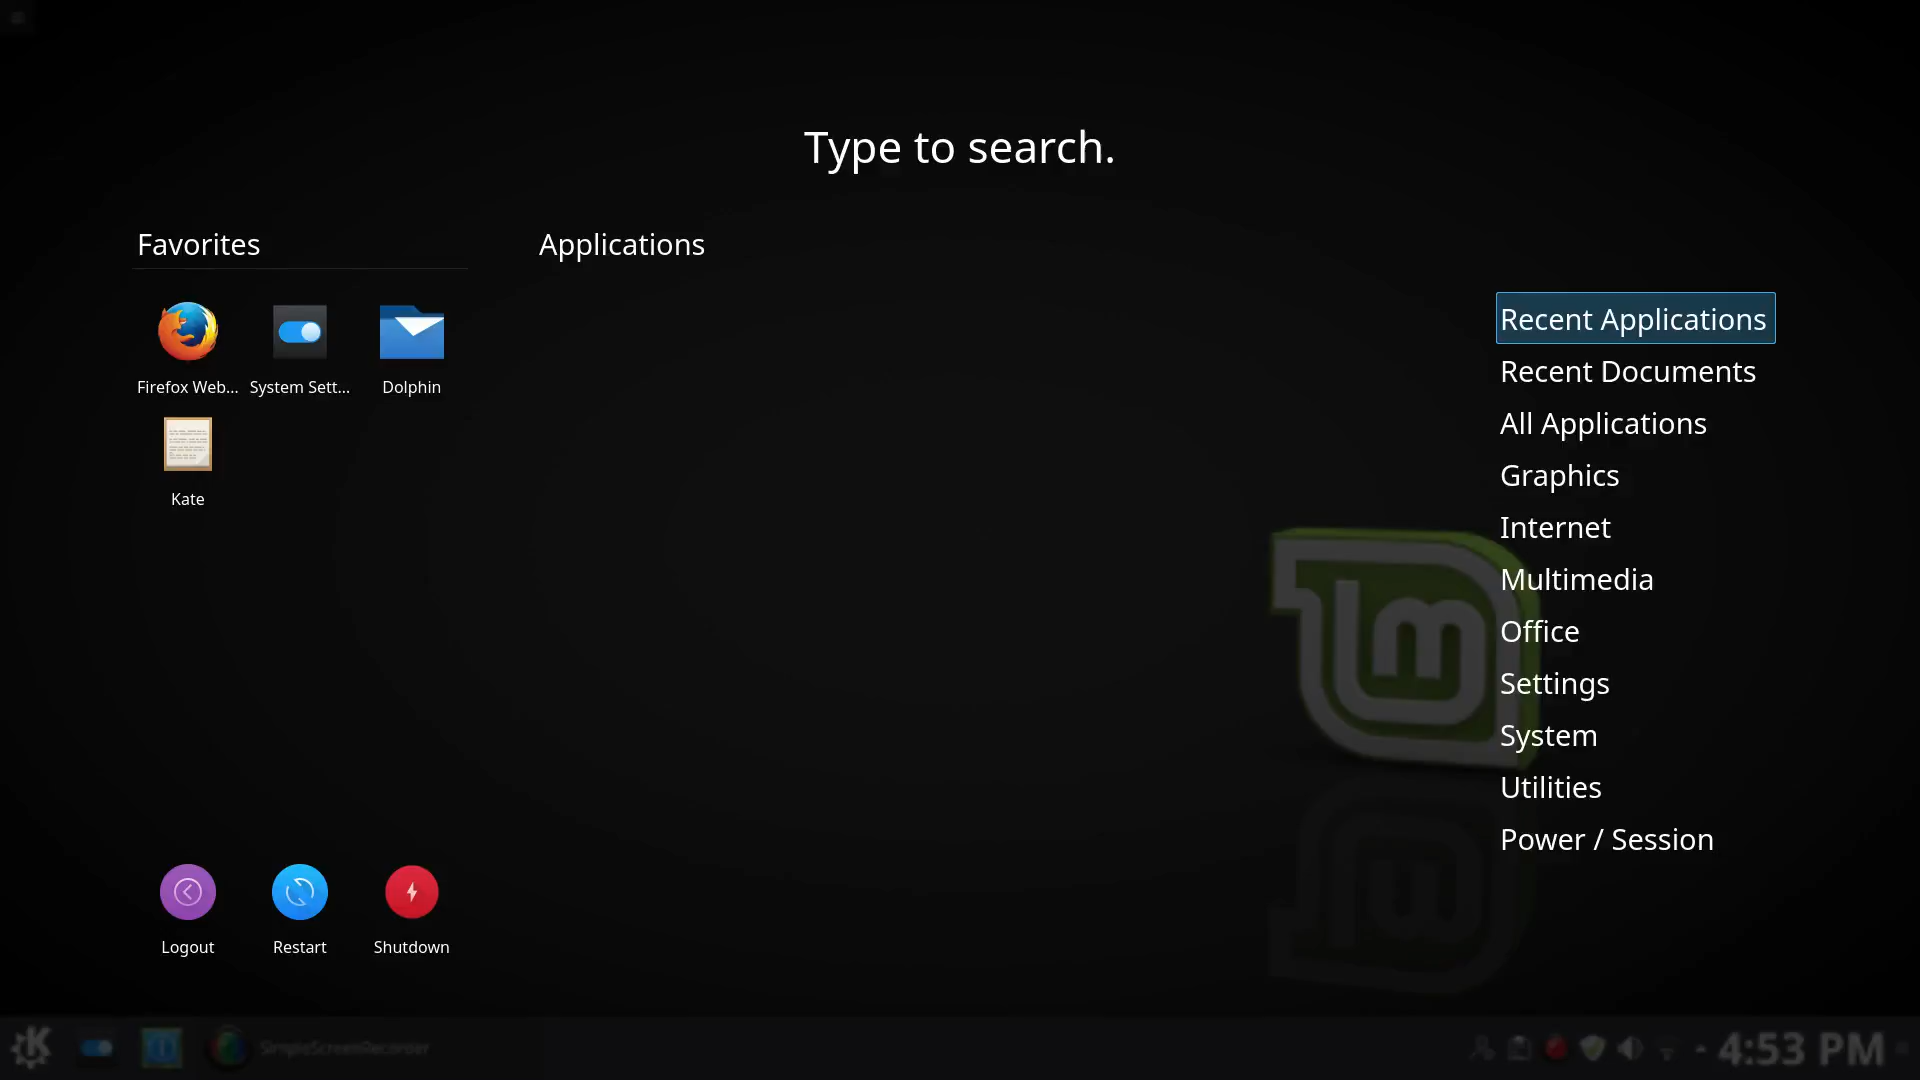 Type to search.
Favorites
Applications
Firefox Web...
System Sett...
Dolphin
Kate
Recent Applications
Recent Documents
All Applications
Graphics
Internet
Multimedia
Office
Settings
System
Utilities
Power / Session
Logout
Restart
Shutdown
SimpleScreenRecorder
4:53 PM